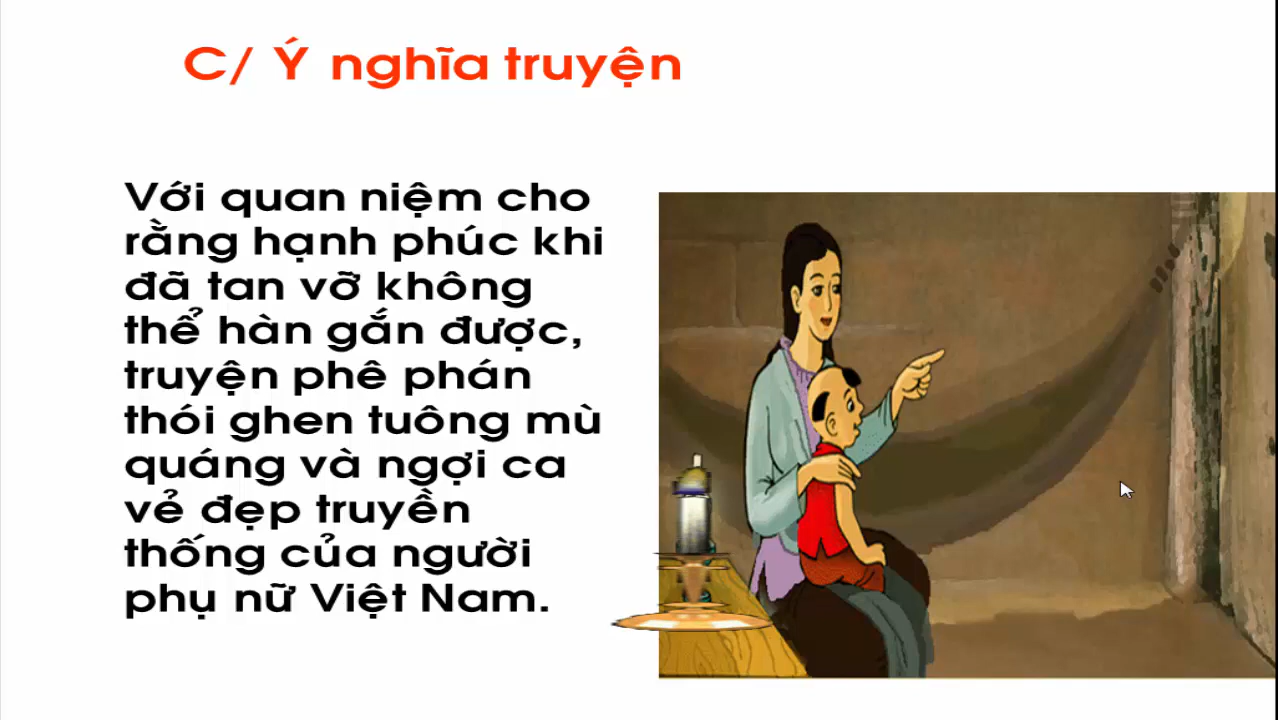 C/ Ý nghĩa truyện
Với quan niệm cho
rằng hạnh phúc khi
đã tan vỡ không
thể hàn gắn được,
truyện phê phán
thói ghen tuông mù
quáng và ngợi ca
vẻ đẹp truyền
thống của người
phụ nữ Việt Nam.